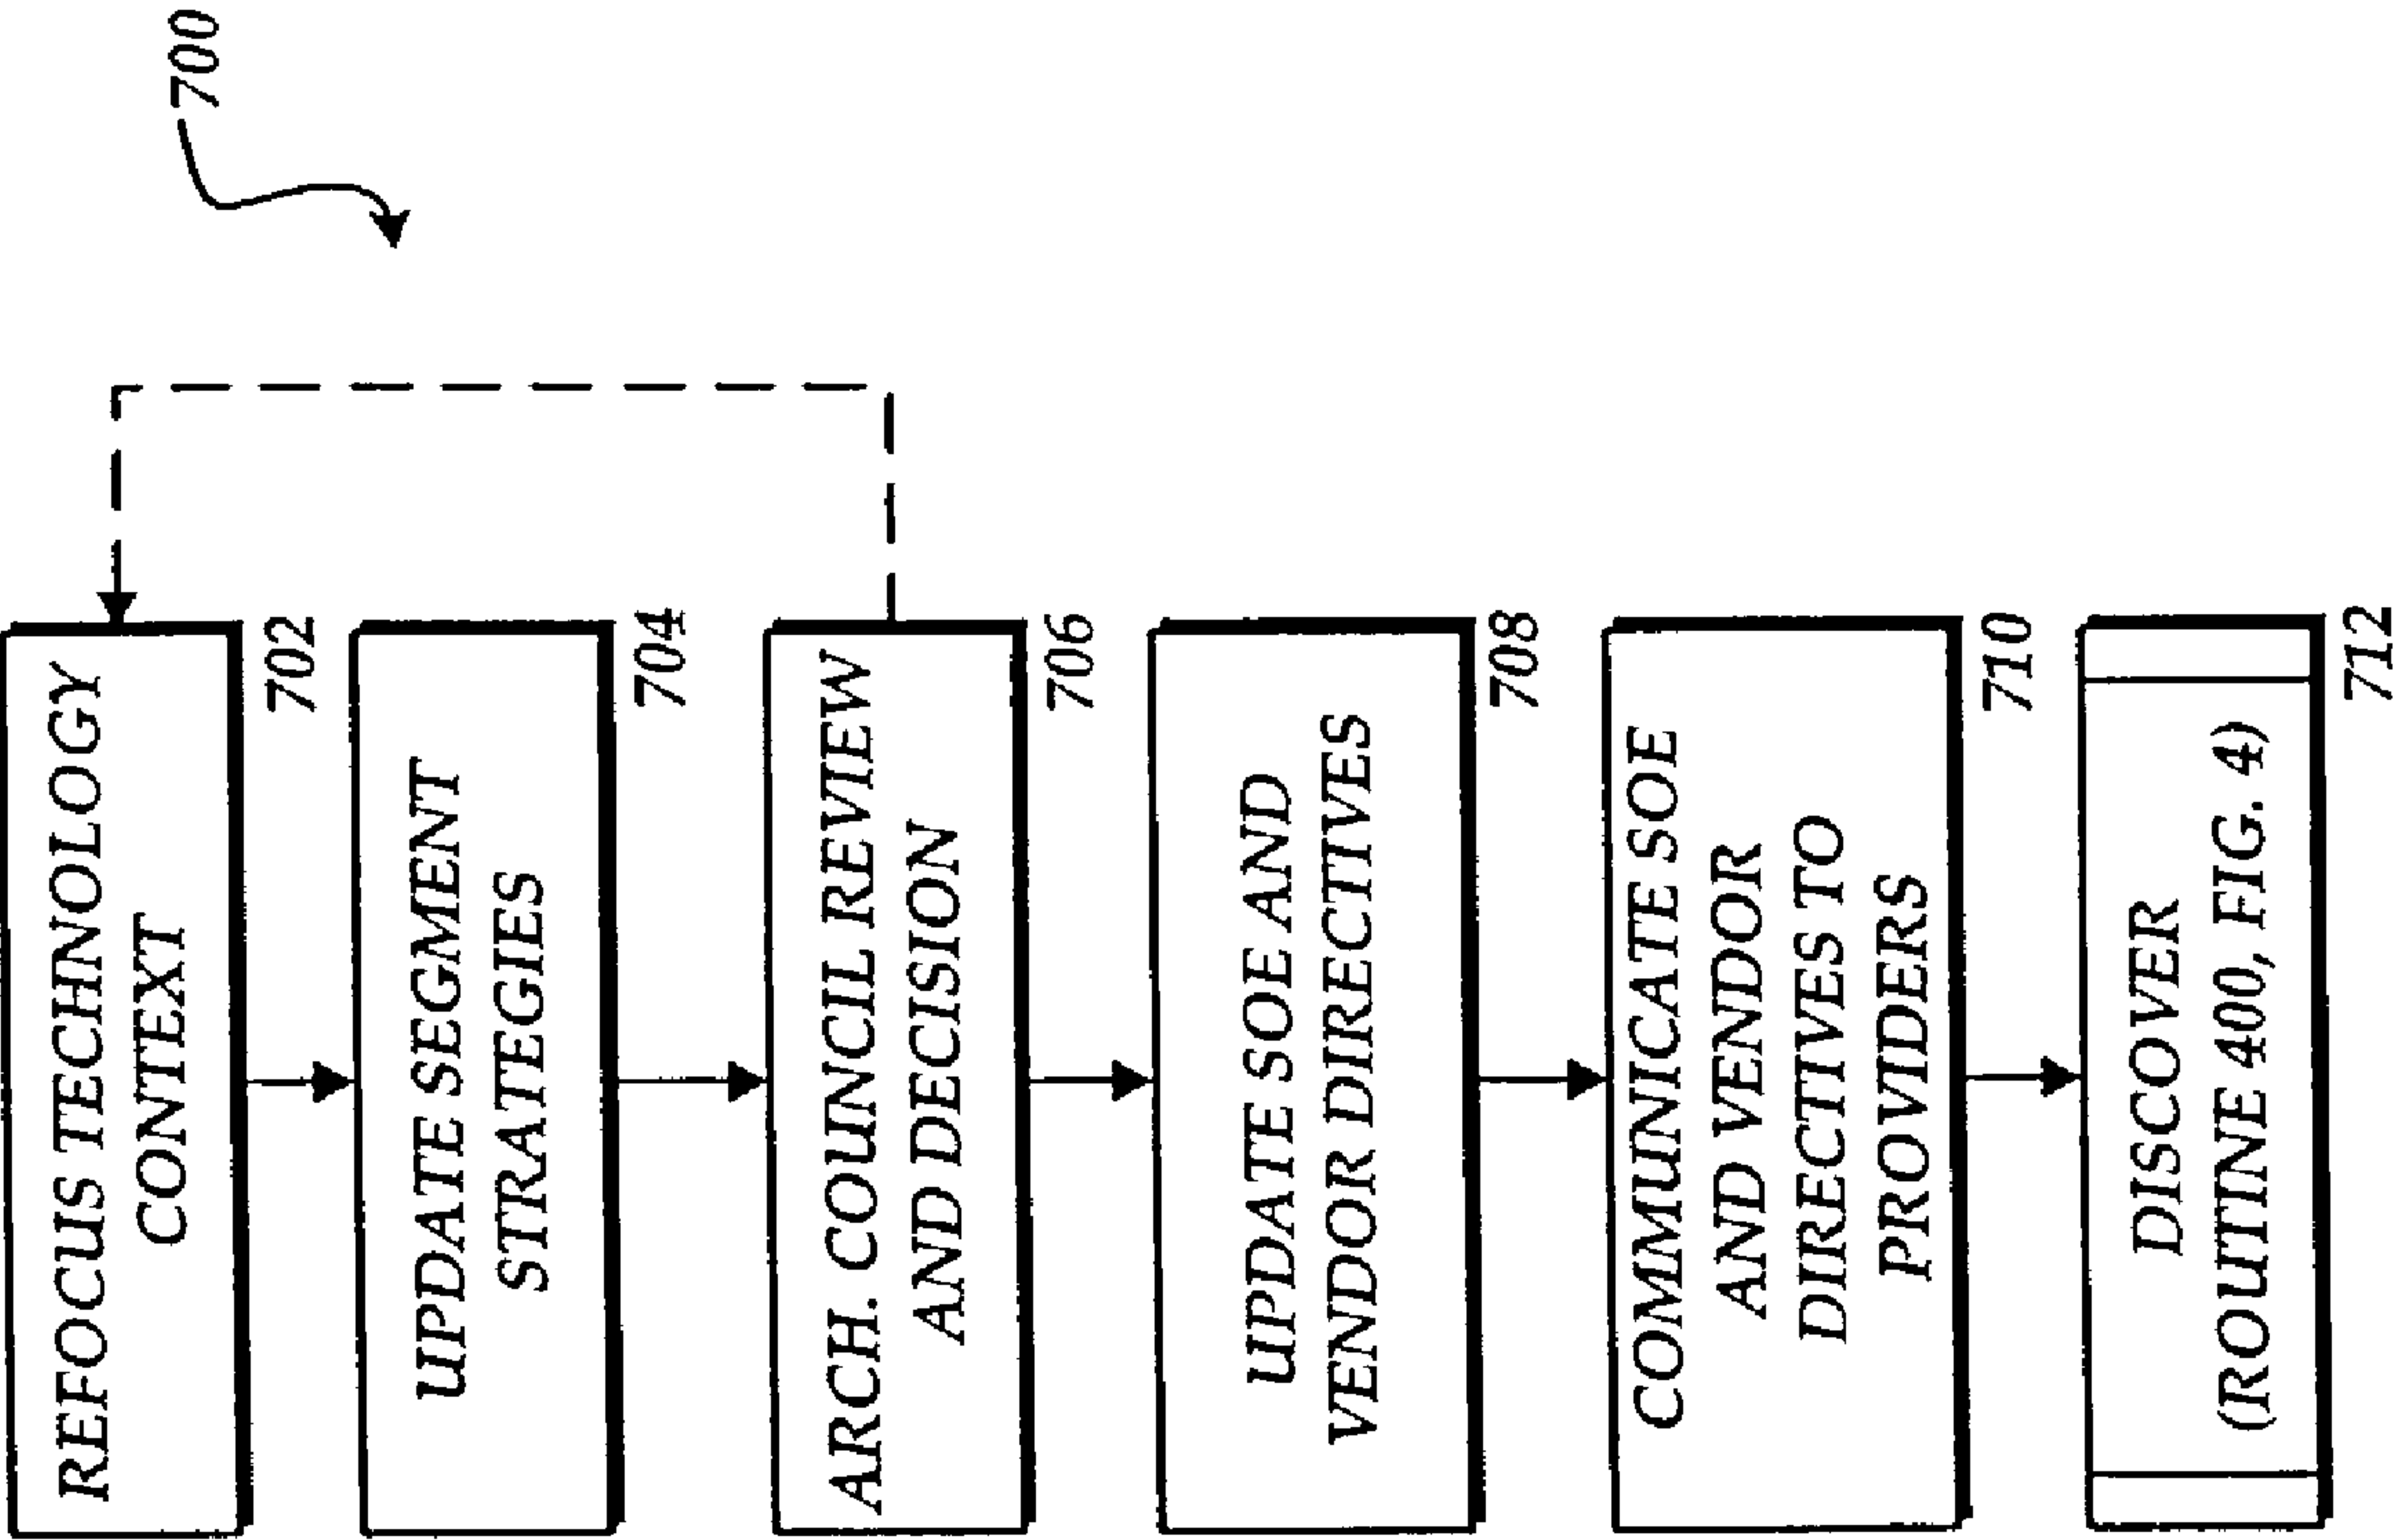 700
REFOCUS TECHNOLOGY
CONTEXT
702
UPDATE SEGMENT
STRATEGIES
704
ARCH. COUNCIL REVIEW
AND DECISION
706
UPDATE SOE AND
VENDOR DIRECTIVES
708
COMMUNICATE SOE
AND VENDOR
DIRECTIVES TO
PROVIDERS
710
DISCOVER
(ROUTINE 400, FIG. 4)
712